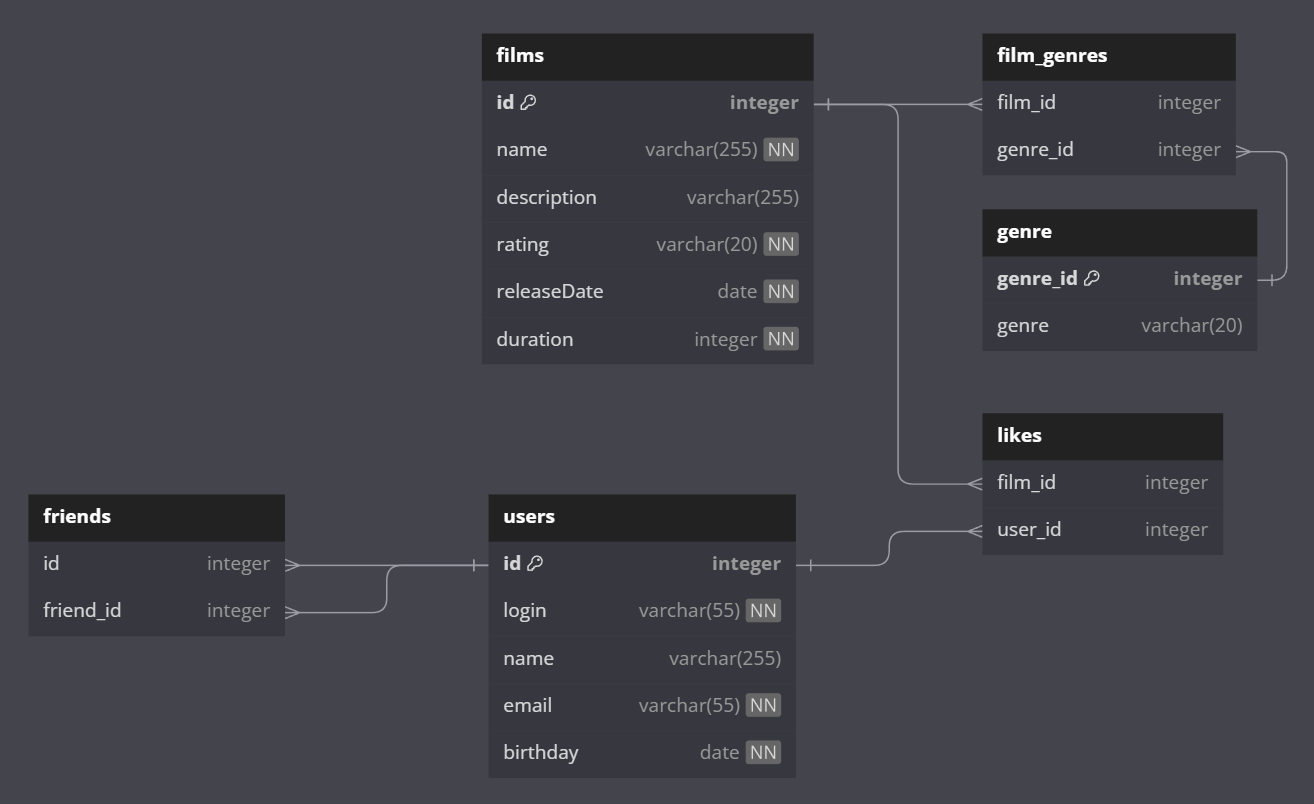 films
id integer
name varchar(255) NN
description varchar(255)
rating varchar(20) NN
releaseDate date NN
duration integer NN
film_genres
film_id integer
genre_id integer
genre
genre_id integer
genre varchar(20)
likes
film_id integer
user_id integer
friends
id integer
friend_id integer
users
id integer
login varchar(55) NN
name varchar(255)
email varchar(55) NN
birthday date NN